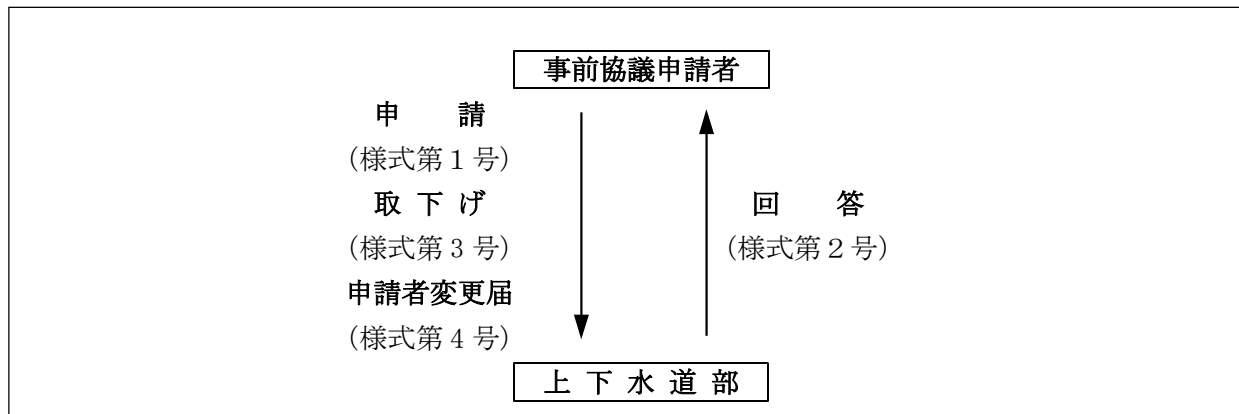 事前協議申請者
申　　請
（様式第１号）
取 下 げ
（様式第３号）
申請者変更届
（様式第４号）
回　　答
（様式第２号）
上 下 水 道 部